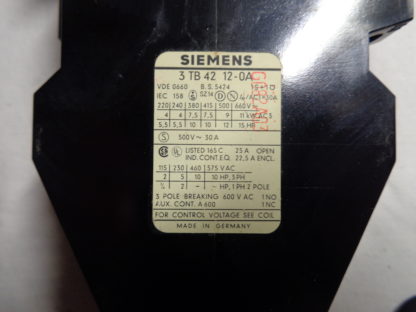 SIEMENS
3 TB 42 12-0A
VDE 0660 B.S. 5424
IEC 158 SZ14 D N
220 240 380 415 500 660 V
4 4 7,5 7,5 9 11 kW AC 3
5,5 5,5 10 10 12 15 HP
S 500 V~ 30 A
LISTED 165 C 25 A OPEN
IND. CONT. EQ. 22,5 A ENCL.
115 230 460 575 VAC
2 5 10 10 HP, 3 PH
½ 2 - - HP, 1 PH 2 POLE
3 POLE BREAKING 600 V AC 1 NO
AUX. CONT. A 600 1 NC
FOR CONTROL VOLTAGE SEE COIL
MADE IN GERMANY